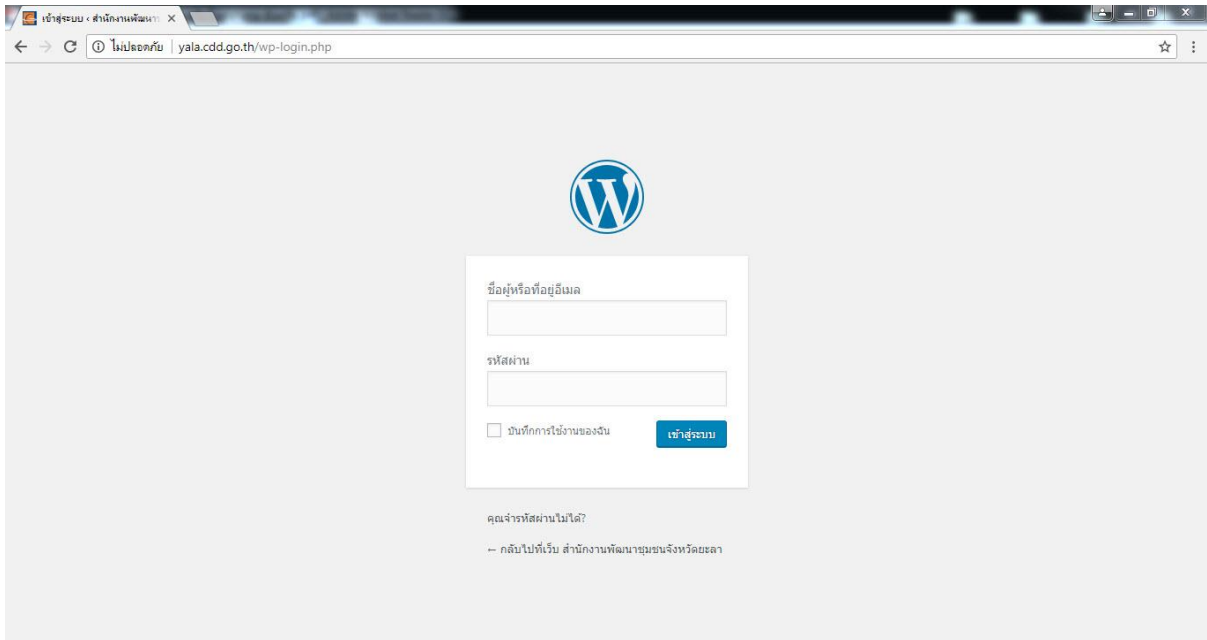 เข้าสู่ระบบ ‹ สำนักงานพัฒนา
ไม่ปลอดภัย | yala.cdd.go.th/wp-login.php
ชื่อผู้หรือที่อยู่อีเมล
รหัสผ่าน
บันทึกการใช้งานของฉัน
เข้าสู่ระบบ
คุณจำรหัสผ่านไม่ได้?
← กลับไปที่เว็บ สำนักงานพัฒนาชุมชนจังหวัดยะลา